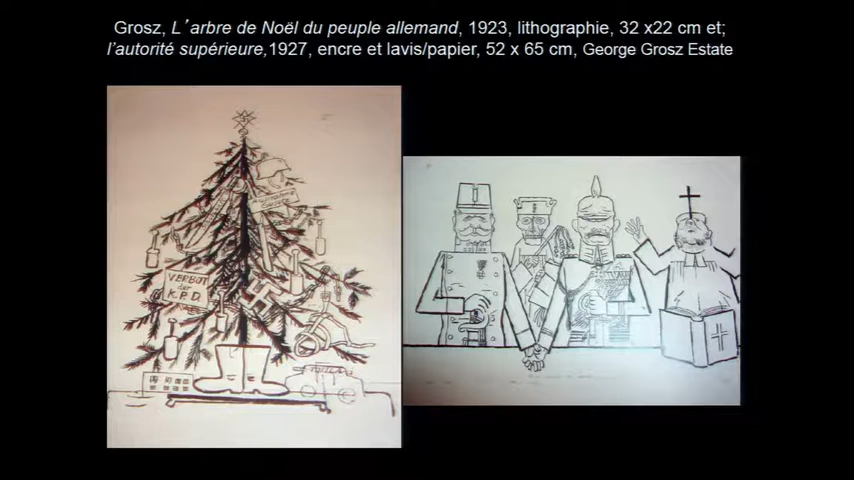 Grosz, L’arbre de Noël du peuple allemand, 1923, lithographie, 32 x22 cm et;
l’autorité supérieure,1927, encre et lavis/papier, 52 x 65 cm, George Grosz Estate
VERBOT
der
K.P.D.